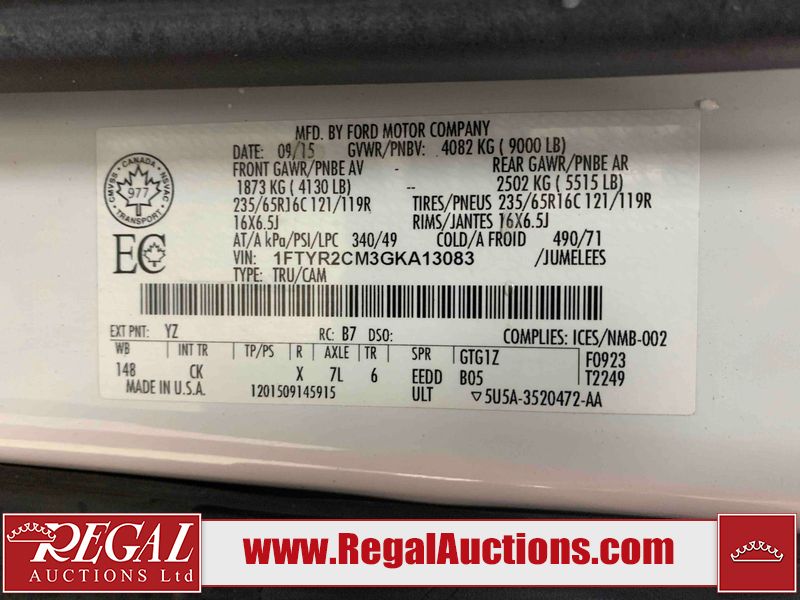 MFD. BY FORD MOTOR COMPANY
DATE: 09/15 GVWR/PNBV: 4082 KG ( 9000 LB)
FRONT GAWR/PNBE AV REAR GAWR/PNBE AR
1873 KG ( 4130 LB) -- 2502 KG ( 5515 LB)
235/65R16C 121/119R TIRES/PNEUS 235/65R16C 121/119R
16X6.5J RIMS/JANTES 16X6.5J
AT/A kPa/PSI/LPC 340/49 COLD/A FROID 490/71
VIN: 1FTYR2CM3GKA13083 /JUMELEES
TYPE: TRU/CAM
CMVSS · CANADA · NSVAC
977
TRANSPORT
EC
EXT PNT: YZ RC: B7 DSO: COMPLIES: ICES/NMB-002
WB INT TR TP/PS R AXLE TR SPR GTG1Z F0923
148 CK X 7L 6 EEDD B05 T2249
MADE IN U.S.A. 1201509145915 ULT ▽5U5A-3520472-AA
REGAL
AUCTIONS Ltd
www.RegalAuctions.com